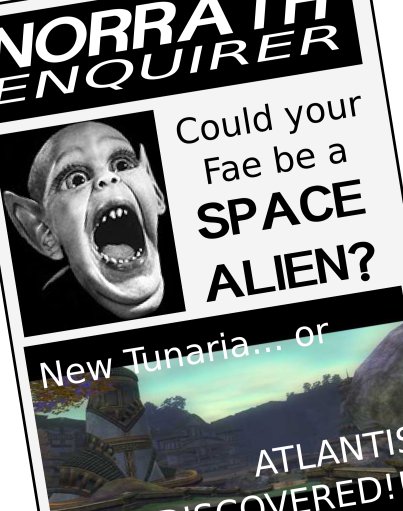 NORRATH
ENQUIRER
Could your
Fae be a
SPACE
ALIEN?
New Tunaria... or
ATLANTIS
DISCOVERED!!